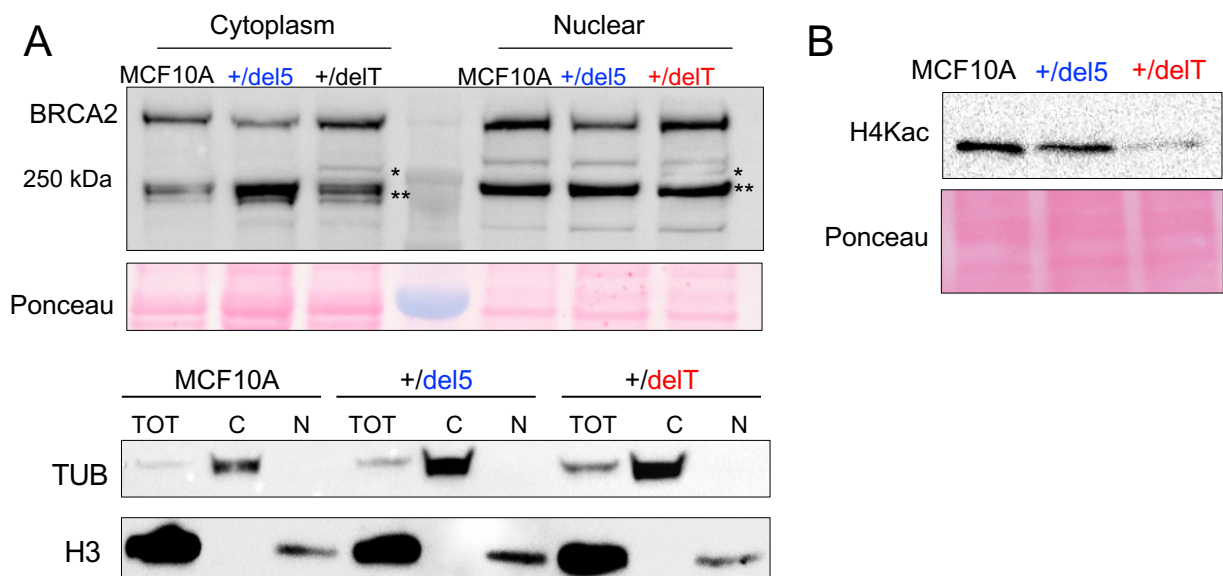 A
Cytoplasm Nuclear
MCF10A +/del5 +/delT MCF10A +/del5 +/delT
BRCA2
*
250 kDa
** **
*
Ponceau
MCF10A +/del5 +/delT
TOT C N TOT C N TOT C N
TUB
H3
B
MCF10A +/del5 +/delT
H4Kac
Ponceau